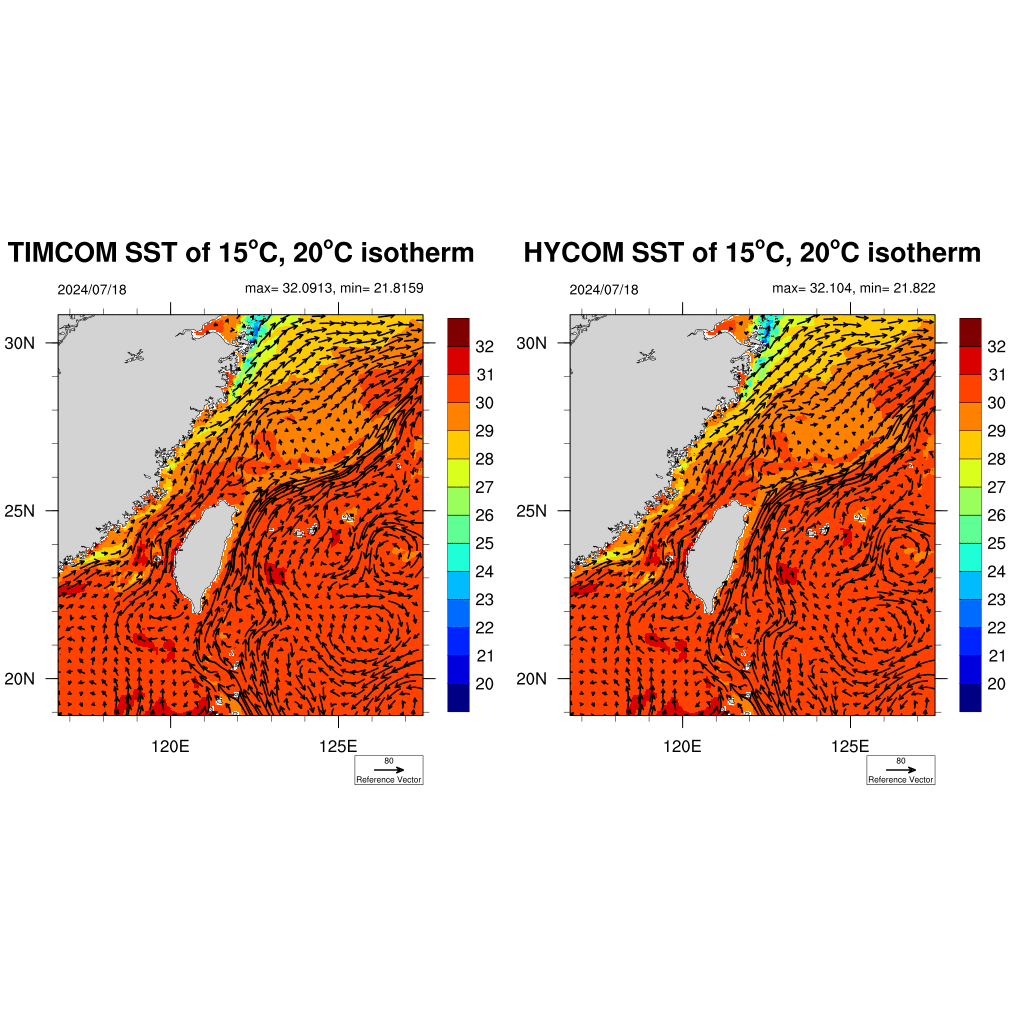 TIMCOM SST of 15°C, 20°C isotherm
2024/07/18
max= 32.0913, min= 21.8159
30N
25N
20N
120E
125E
32
31
30
29
28
27
26
25
24
23
22
21
20
80
Reference Vector
HYCOM SST of 15°C, 20°C isotherm
2024/07/18
max= 32.104, min= 21.822
30N
25N
20N
120E
125E
32
31
30
29
28
27
26
25
24
23
22
21
20
80
Reference Vector